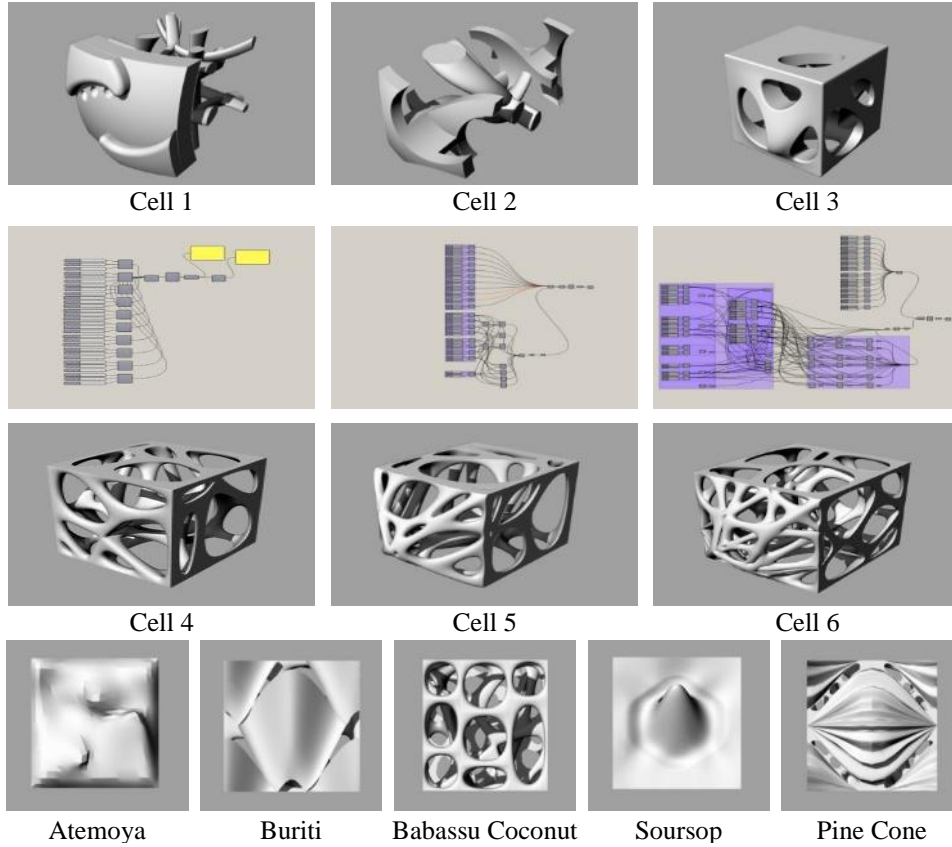 Cell 1 Cell 2 Cell 3
Cell 4 Cell 5 Cell 6
Atemoya Buriti Babassu Coconut Soursop Pine Cone